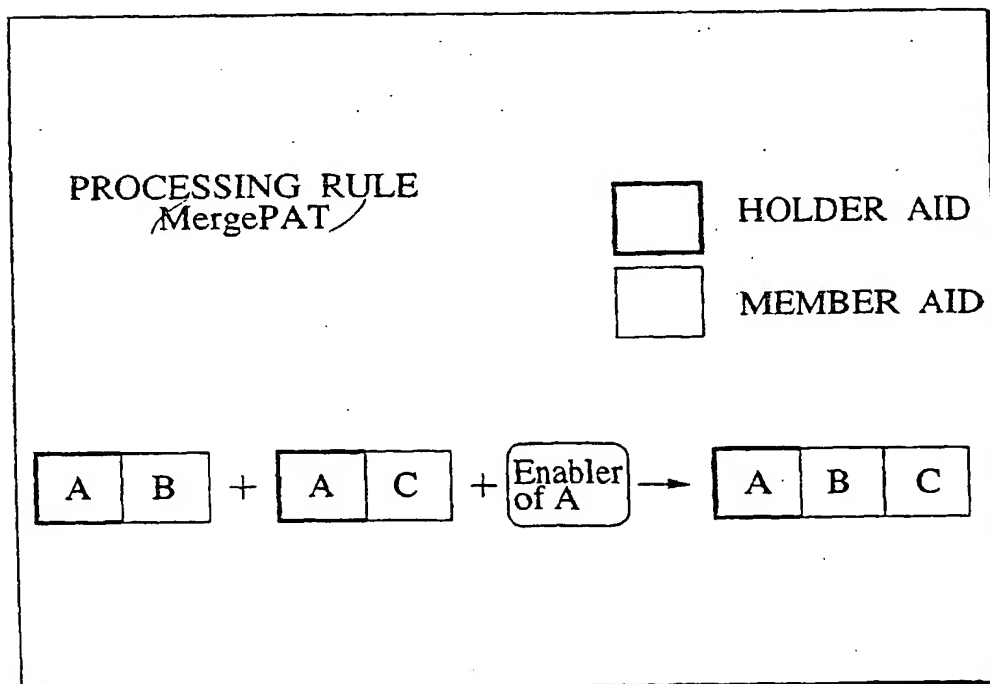 PROCESSING RULE
(MergePAT)
HOLDER AID
MEMBER AID
A B + A C + Enabler of A → A B C